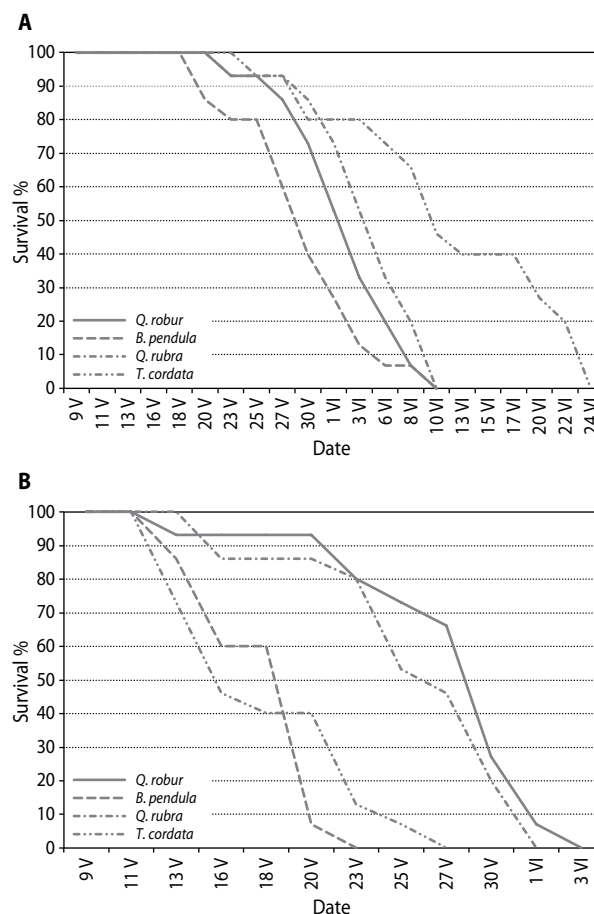 A
100
90
80
70
60
50
40
30
20
10
0
Survival %
Q. robur
B. pendula
Q. rubra
T. cordata
9 V
11 V
13 V
16 V
18 V
20 V
23 V
25 V
27 V
30 V
1 VI
3 VI
6 VI
8 VI
10 VI
13 VI
15 VI
17 VI
20 VI
22 VI
24 VI
Date
B
100
90
80
70
60
50
40
30
20
10
0
Survival %
Q. robur
B. pendula
Q. rubra
T. cordata
9 V
11 V
13 V
16 V
18 V
20 V
23 V
25 V
27 V
30 V
1 VI
3 VI
Date